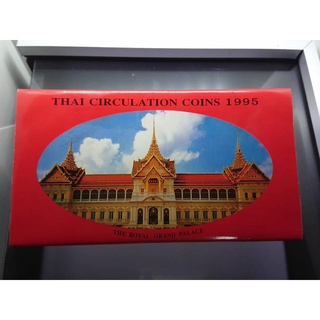 THAI CIRCULATION COINS 1995
THE ROYAL GRAND PALACE